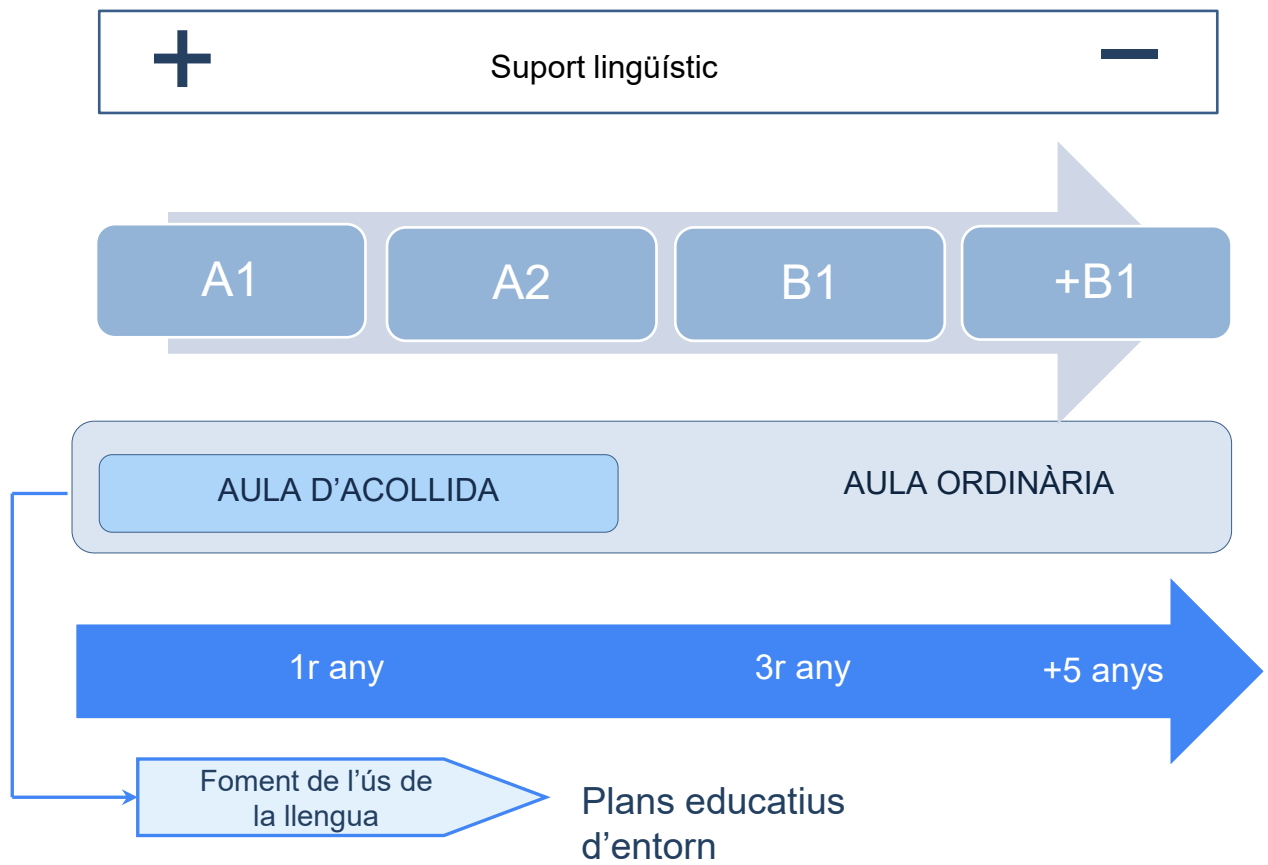 + Suport lingüístic −
A1 A2 B1 +B1
AULA D’ACOLLIDA AULA ORDINÀRIA
1r any 3r any +5 anys
Foment de l’ús de
la llengua
Plans educatius
d’entorn